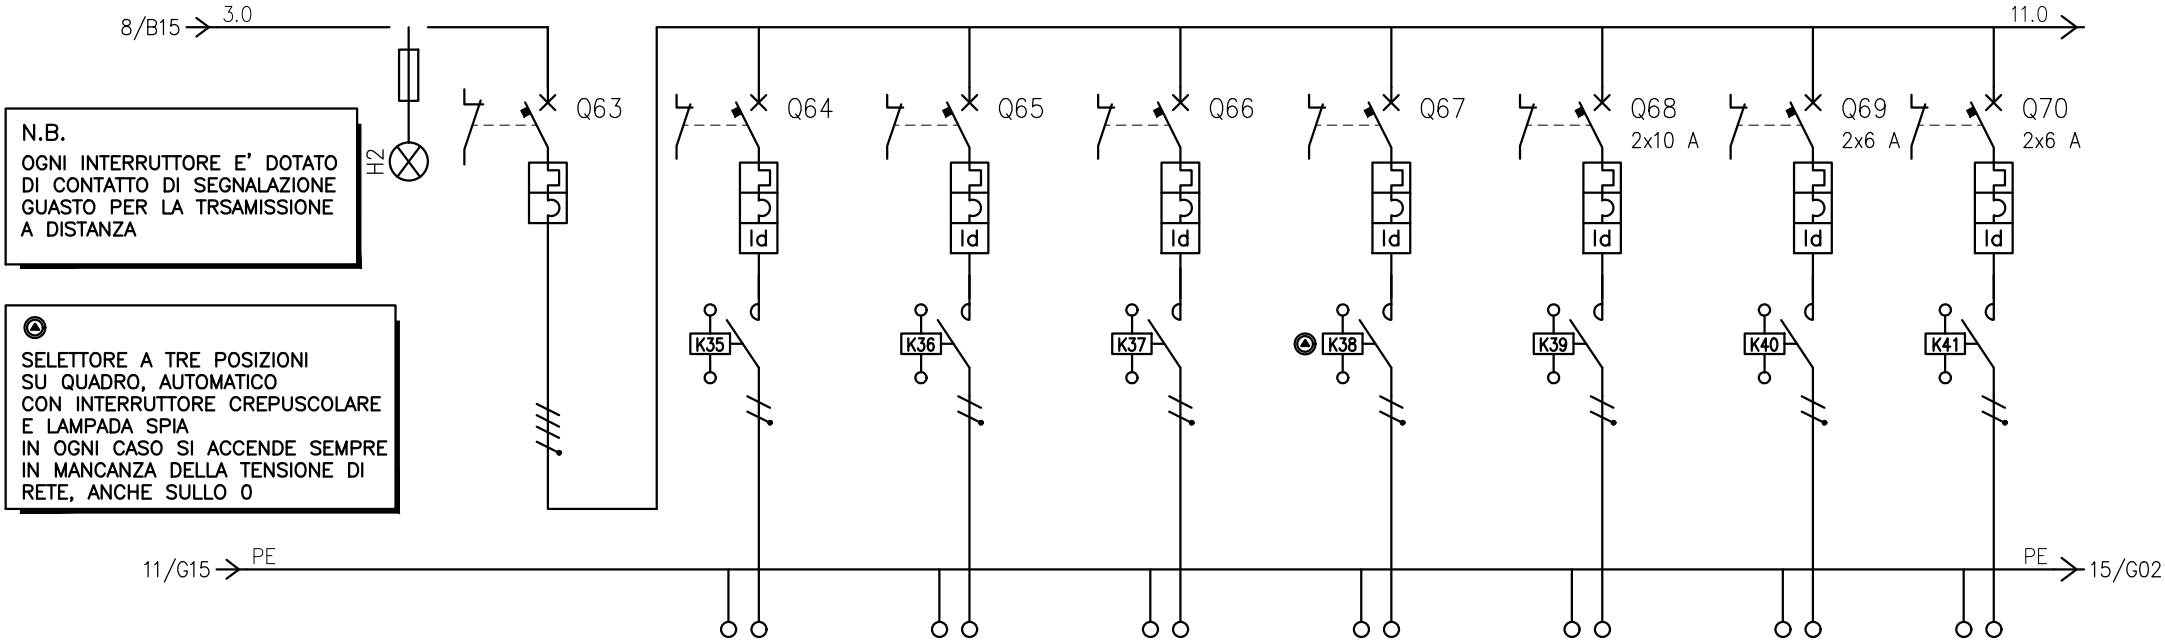 8/B15
3.0
11.0
Q63
Q64
Q65
Q66
Q67
Q68
2x10 A
Q69
2x6 A
Q70
2x6 A
H2
N.B.
OGNI INTERRUTTORE E' DOTATO
DI CONTATTO DI SEGNALAZIONE
GUASTO PER LA TRSAMISSIONE
A DISTANZA
Id
Id
Id
Id
Id
Id
Id
K35
K36
K37
K38
K39
K40
K41
SELETTORE A TRE POSIZIONI
SU QUADRO, AUTOMATICO
CON INTERRUTTORE CREPUSCOLARE
E LAMPADA SPIA
IN OGNI CASO SI ACCENDE SEMPRE
IN MANCANZA DELLA TENSIONE DI
RETE, ANCHE SULLO 0
11/G15
PE
PE
15/G02